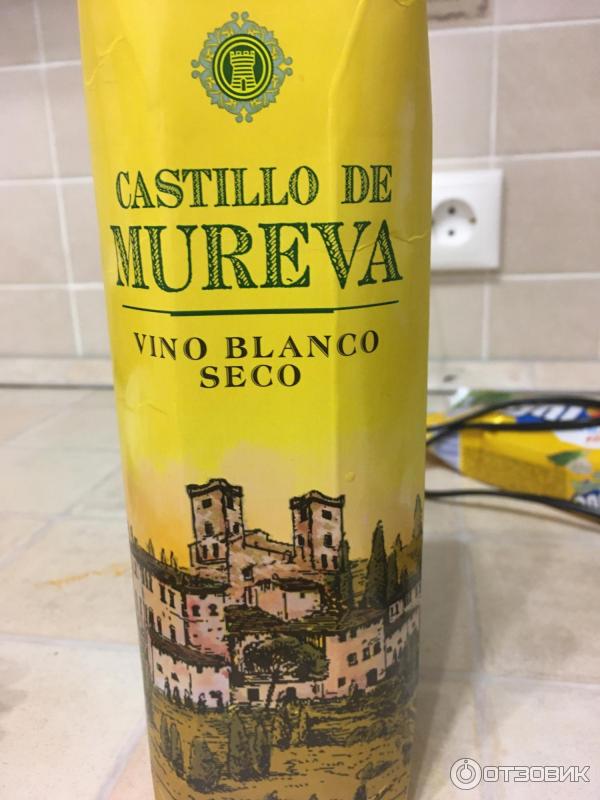 CASTILLO DE
MUREVA
VINO BLANCO
SECO
ОТЗОВИК